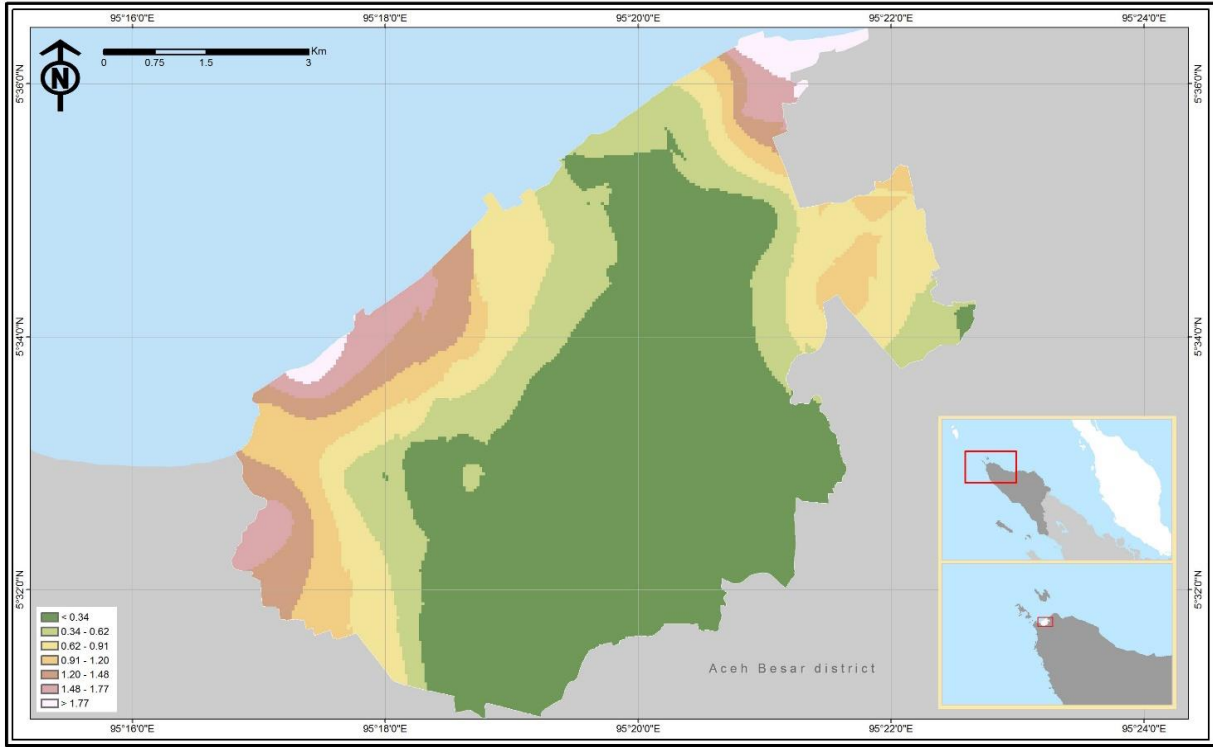 95°16'0"E 95°18'0"E 95°20'0"E 95°22'0"E 95°24'0"E
N
Km
0 0.75 1.5 3
5°36'0"N 5°36'0"N
5°34'0"N 5°34'0"N
5°32'0"N 5°32'0"N
< 0.34
0.34 - 0.62
0.62 - 0.91
0.91 - 1.20
1.20 - 1.48
1.48 - 1.77
> 1.77
Aceh Besar district
95°16'0"E 95°18'0"E 95°20'0"E 95°22'0"E 95°24'0"E